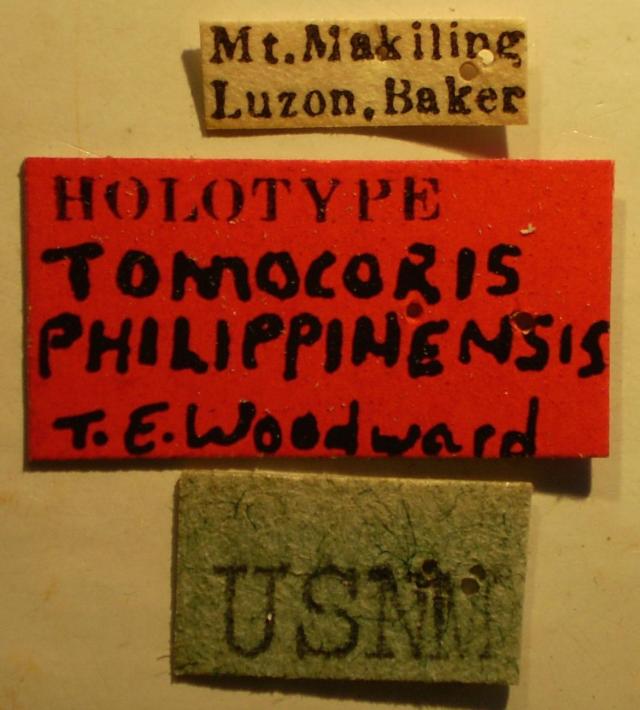 Mt.Makiling
Luzon,Baker
HOLOTYPE
TOMOCORIS
PHILIPPINENSIS
T.E.Woodward
USNM